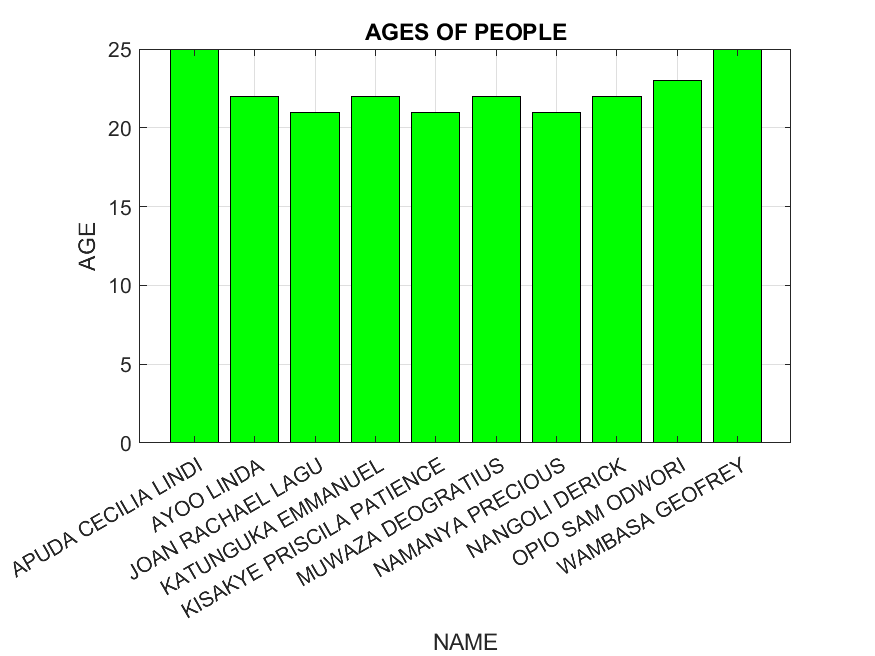 AGES OF PEOPLE
AGE
25
20
15
10
5
0
APUDA CECILIA LINDI
AYOO LINDA
JOAN RACHAEL LAGU
KATUNGUKA EMMANUEL
KISAKYE PRISCILA PATIENCE
MUWAZA DEOGRATIUS
NAMANYA PRECIOUS
NANGOLI DERICK
OPIO SAM ODWORI
WAMBASA GEOFREY
NAME